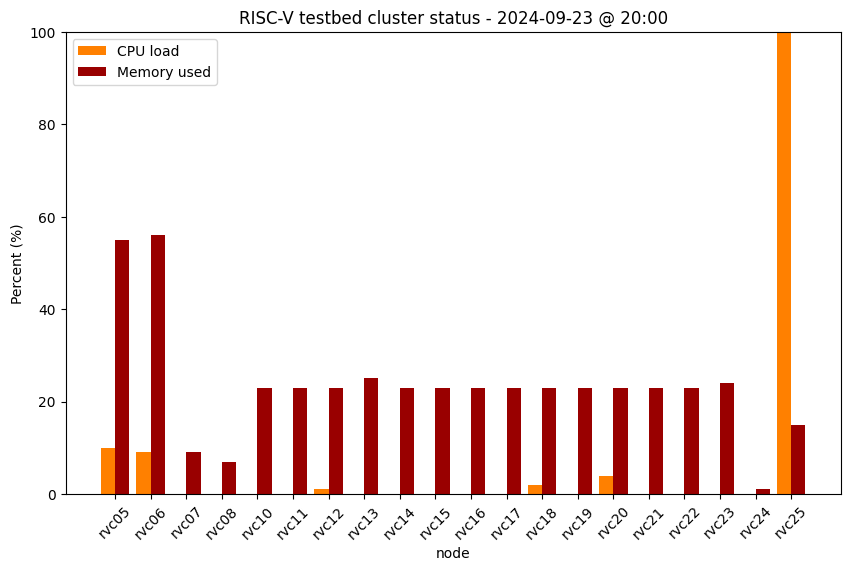 RISC-V testbed cluster status - 2024-09-23 @ 20:00
CPU load
Memory used
Percent (%)
100
80
60
40
20
0
rvc05 rvc06 rvc07 rvc08 rvc10 rvc11 rvc12 rvc13 rvc14 rvc15 rvc16 rvc17 rvc18 rvc19 rvc20 rvc21 rvc22 rvc23 rvc24 rvc25
node